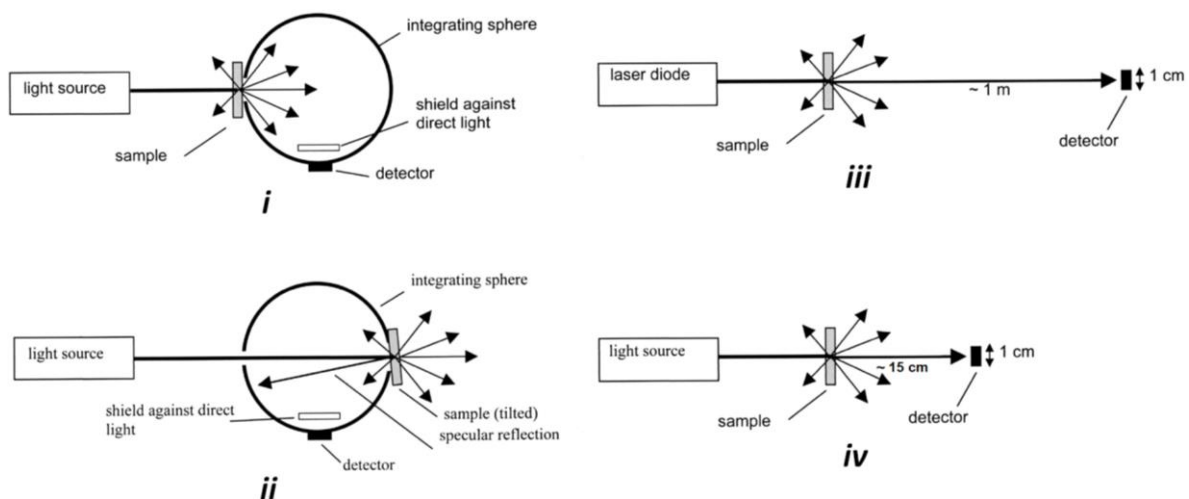 integrating sphere
light source
shield against
direct light
sample
detector
i
laser diode
~ 1 m
1 cm
sample
detector
iii
integrating sphere
light source
shield against direct
light
sample (tilted)
specular reflection
detector
ii
light source
~ 15 cm
1 cm
sample
detector
iv